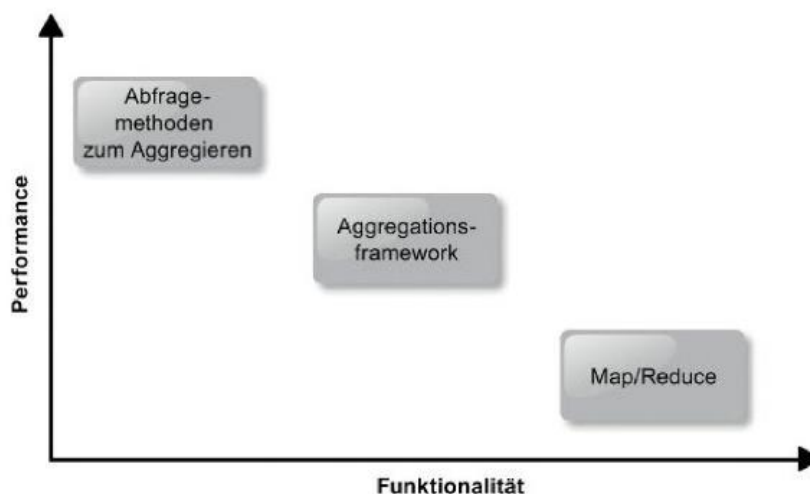 Abfrage-
methoden
zum Aggregieren
Aggregations-
framework
Map/Reduce
Performance
Funktionalität